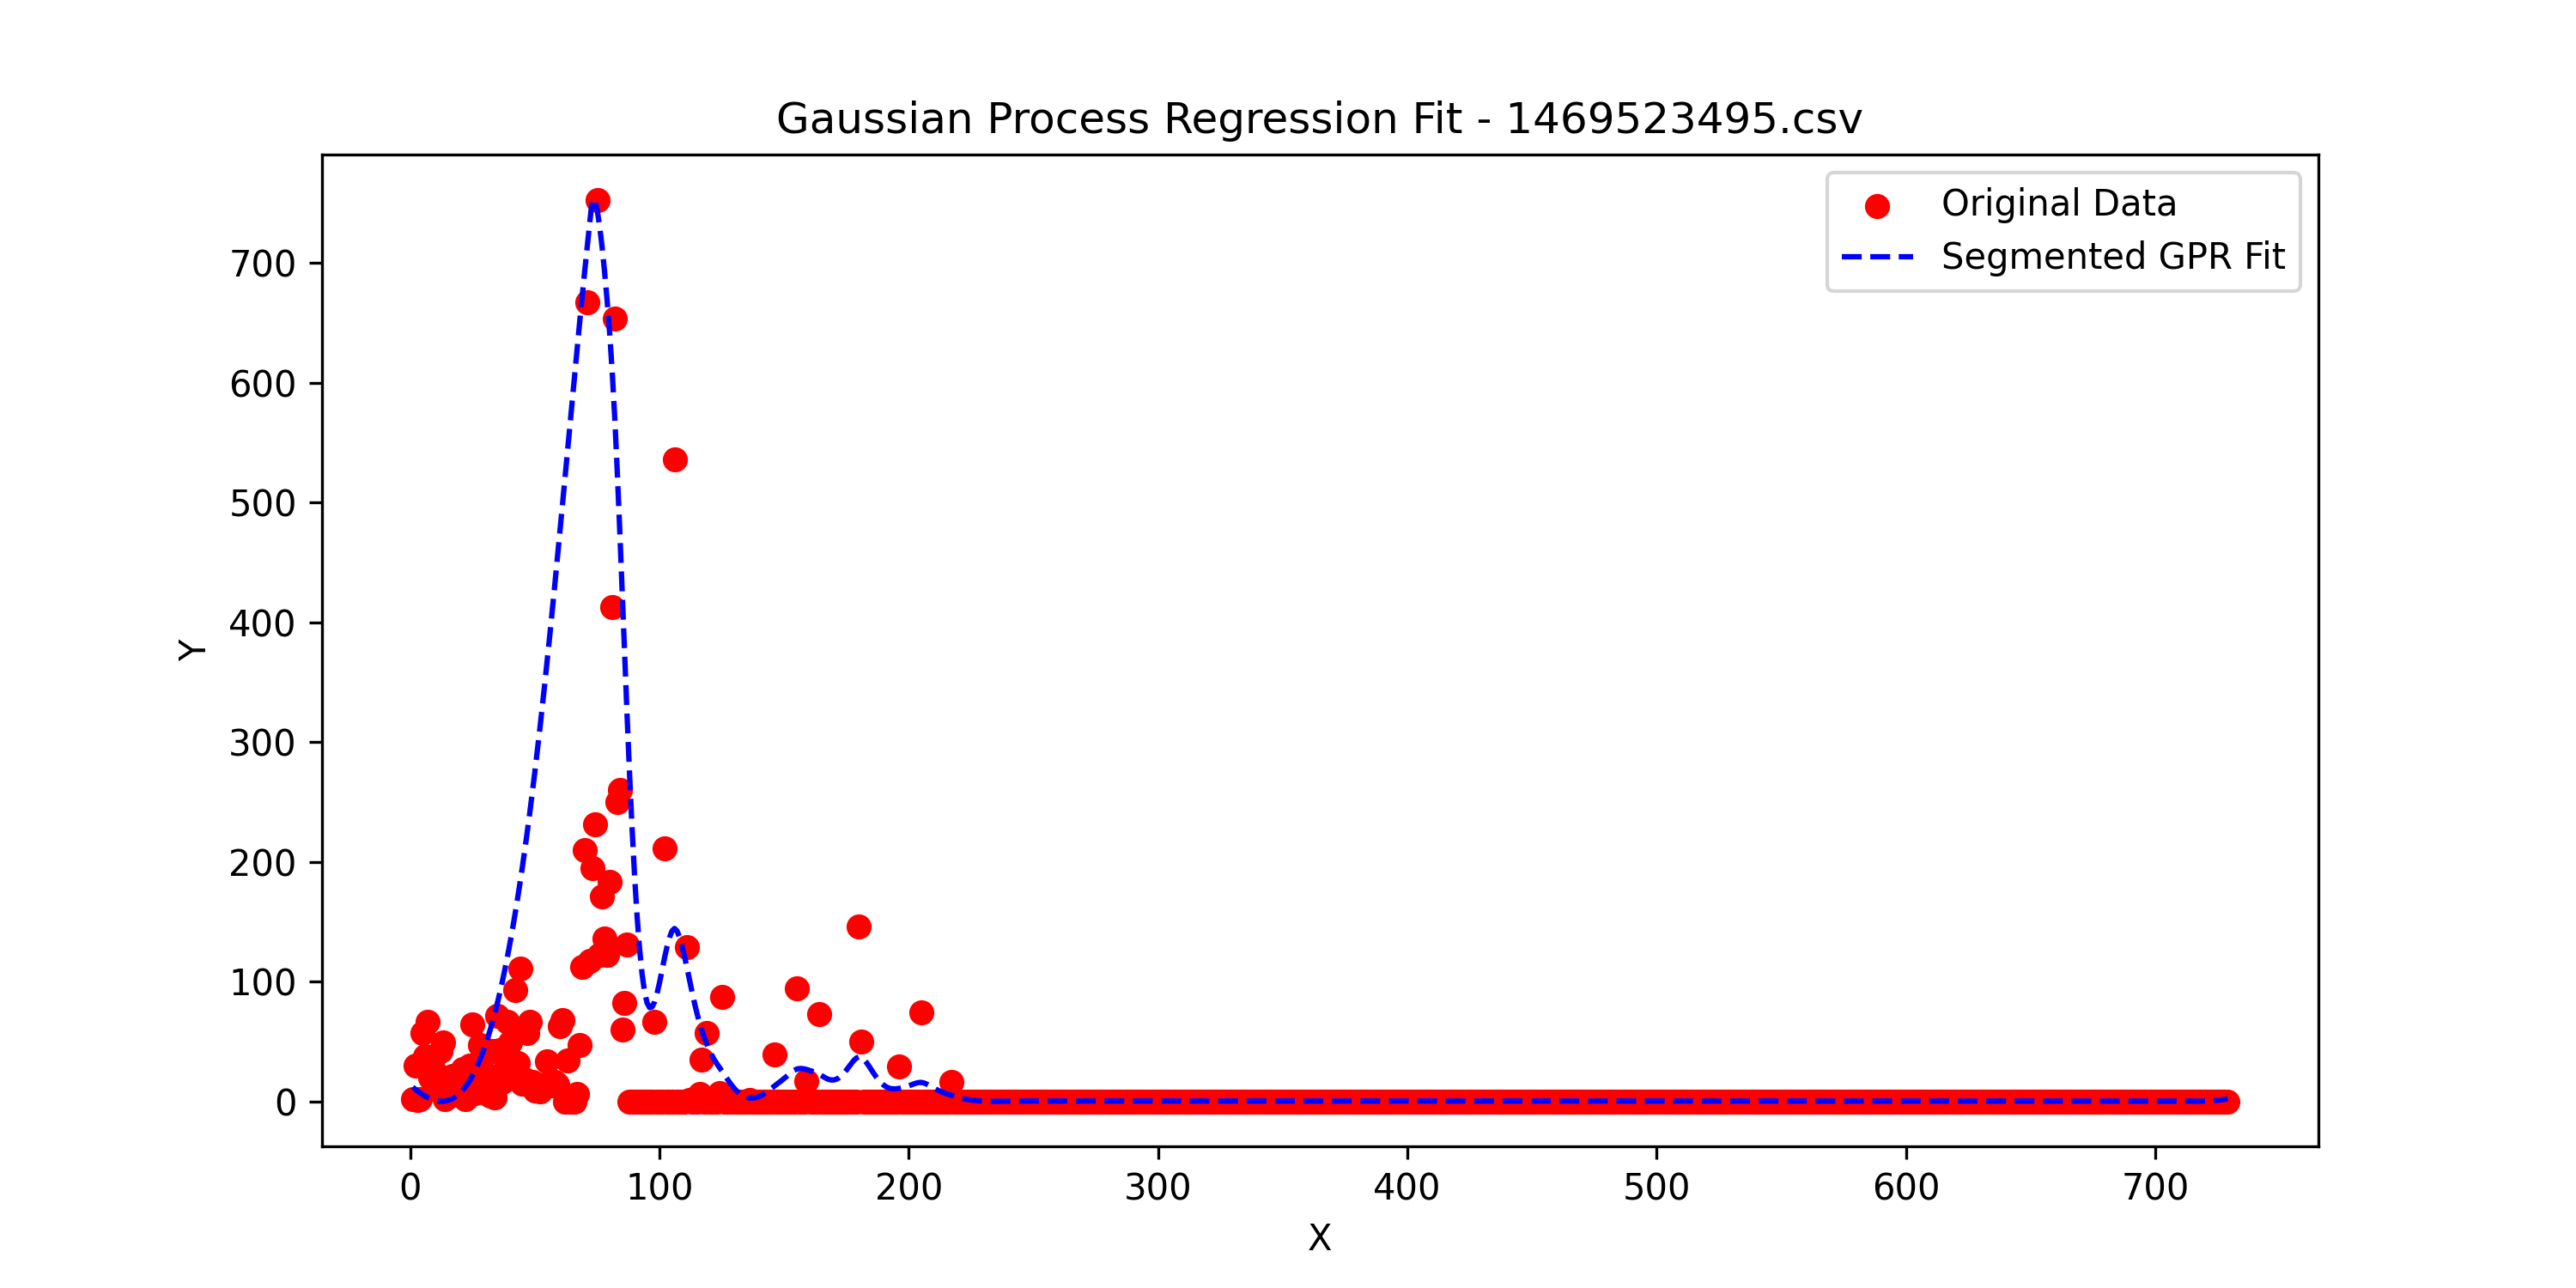 Gaussian Process Regression Fit - 1469523495.csv
Original Data
Segmented GPR Fit
700
600
500
400
300
200
100
0
Y
0 100 200 300 400 500 600 700
X